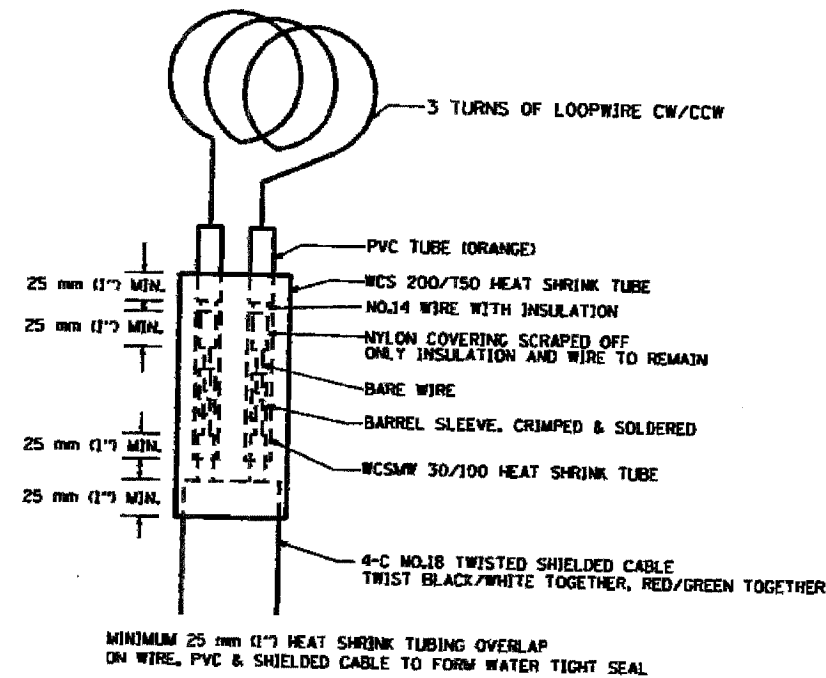 3 TURNS OF LOOPWIRE CW/CCW
PVC TUBE (ORANGE)
25 mm (1") MIN.
WCS 200/750 HEAT SHRINK TUBE
NO.14 WIRE WITH INSULATION
25 mm (1") MIN.
NYLON COVERING SCRAPED OFF
ONLY INSULATION AND WIRE TO REMAIN
BARE WIRE
BARREL SLEEVE, CRIMPED & SOLDERED
25 mm (1") MIN.
WCSMW 30/100 HEAT SHRINK TUBE
25 mm (1") MIN.
4-C NO.18 TWISTED SHIELDED CABLE
TWIST BLACK/WHITE TOGETHER, RED/GREEN TOGETHER
MINIMUM 25 mm (1") HEAT SHRINK TUBING OVERLAP
ON WIRE, PVC & SHIELDED CABLE TO FORM WATER TIGHT SEAL